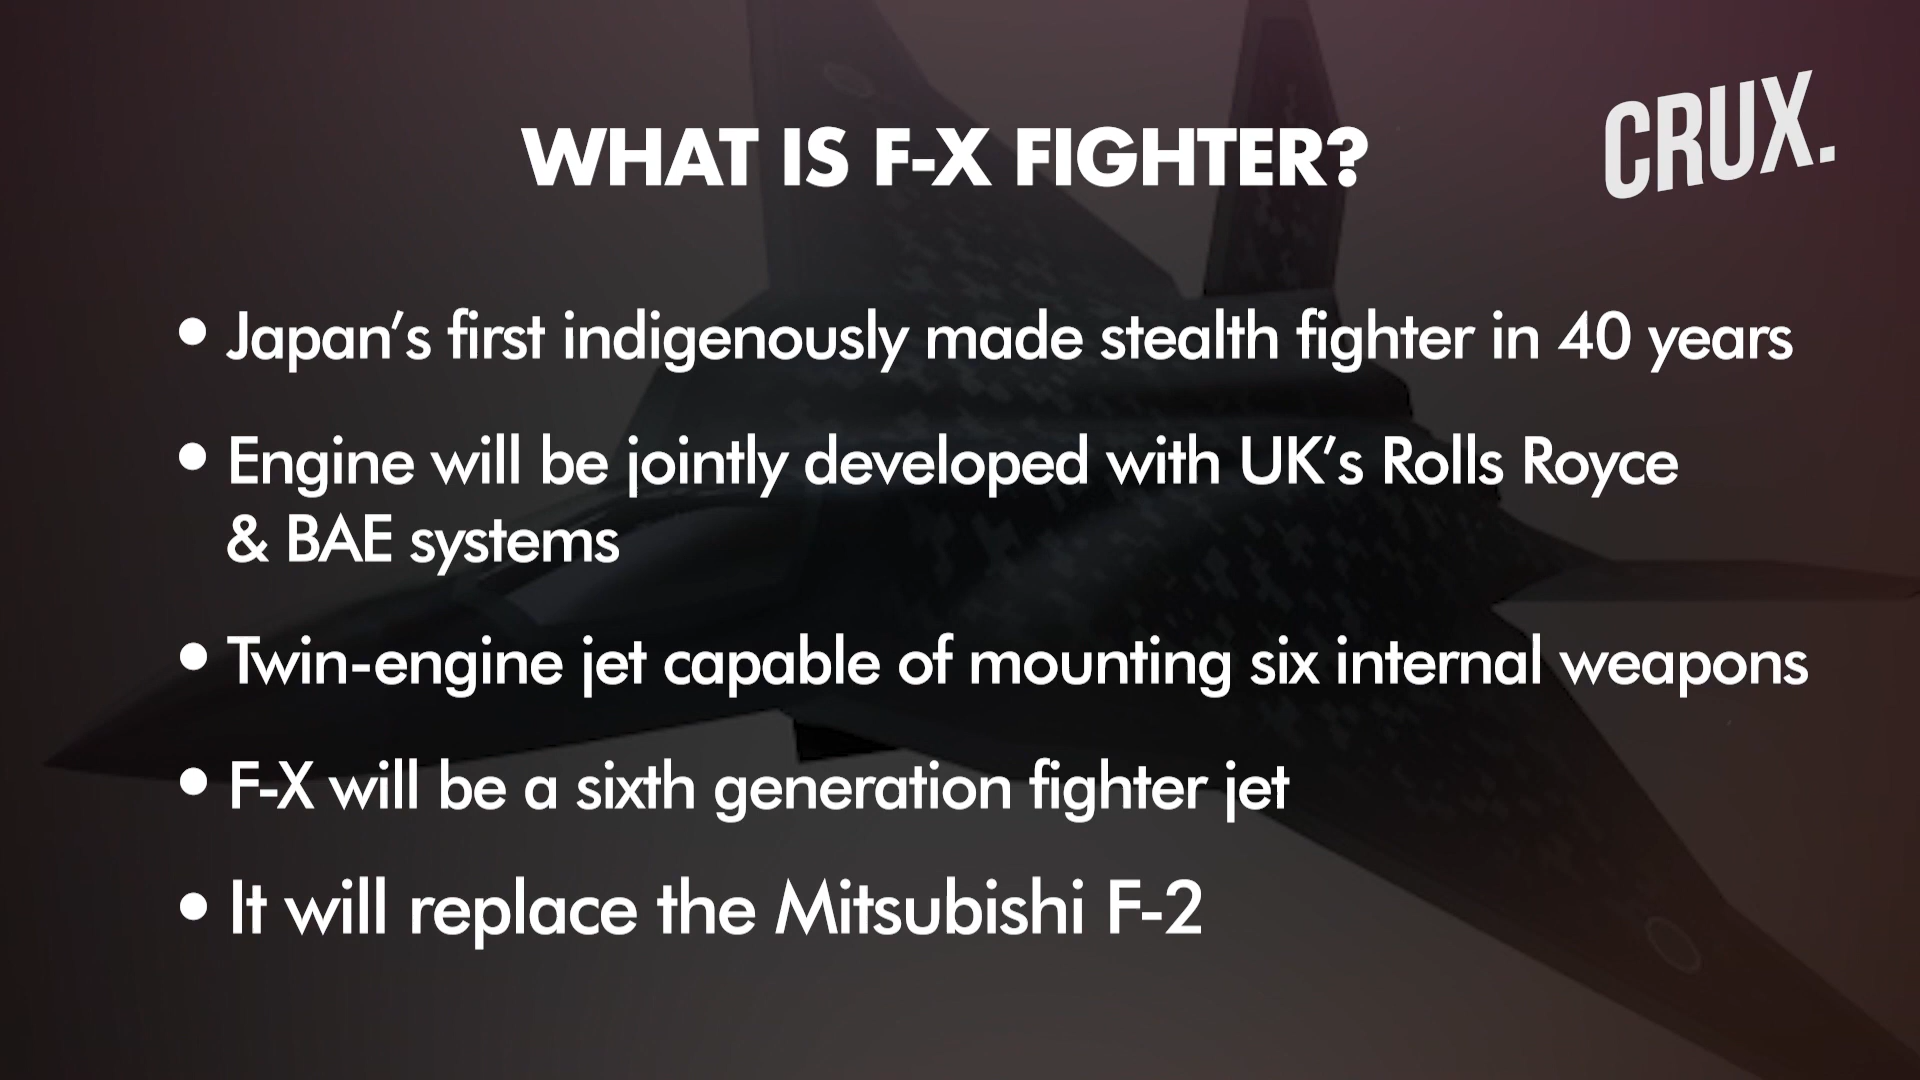 CRUX.
WHAT IS F-X FIGHTER?
• Japan’s first indigenously made stealth fighter in 40 years
• Engine will be jointly developed with UK’s Rolls Royce
& BAE systems
• Twin-engine jet capable of mounting six internal weapons
• F-X will be a sixth generation fighter jet
• It will replace the Mitsubishi F-2